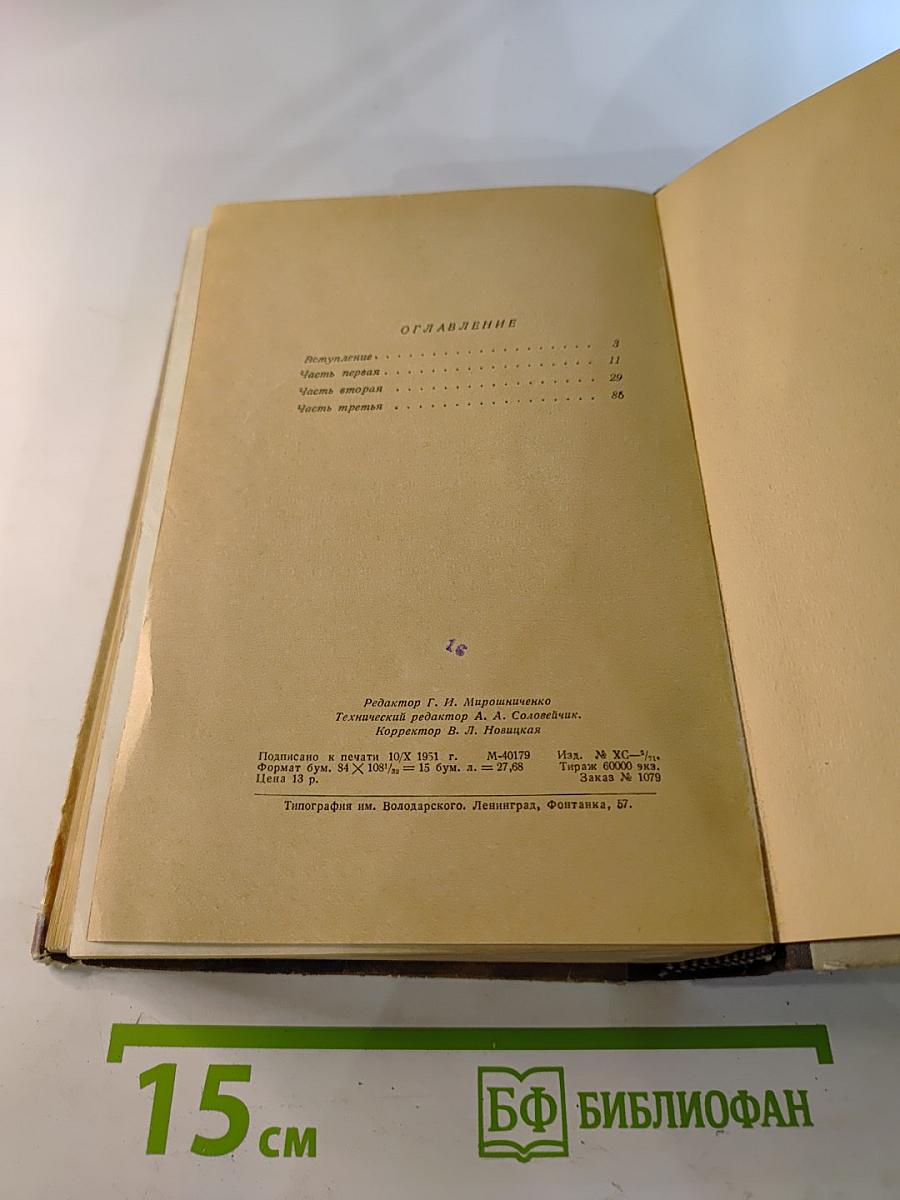 ОГЛАВЛЕНИЕ
Вступление . . . . . . . . . . . . . . . . . . 3
Часть первая . . . . . . . . . . . . . . . . . . 11
Часть вторая . . . . . . . . . . . . . . . . . . 29
Часть третья . . . . . . . . . . . . . . . . . . 85
16
Редактор Г. И. Мирошниченко
Технический редактор А. А. Соловейчик.
Корректор В. Л. Новицкая
Подписано к печати 10/X 1951 г. М-40179 Изд. № ХС—
Формат бум. 84 × 108¹/₃₂ = 15 бум. л. = 27,68 Тираж 60000 экз.
Цена 13 р. Заказ № 1079
Типография им. Володарского. Ленинград, Фонтанка, 57.
15 см
БФ БИБЛИОФАН